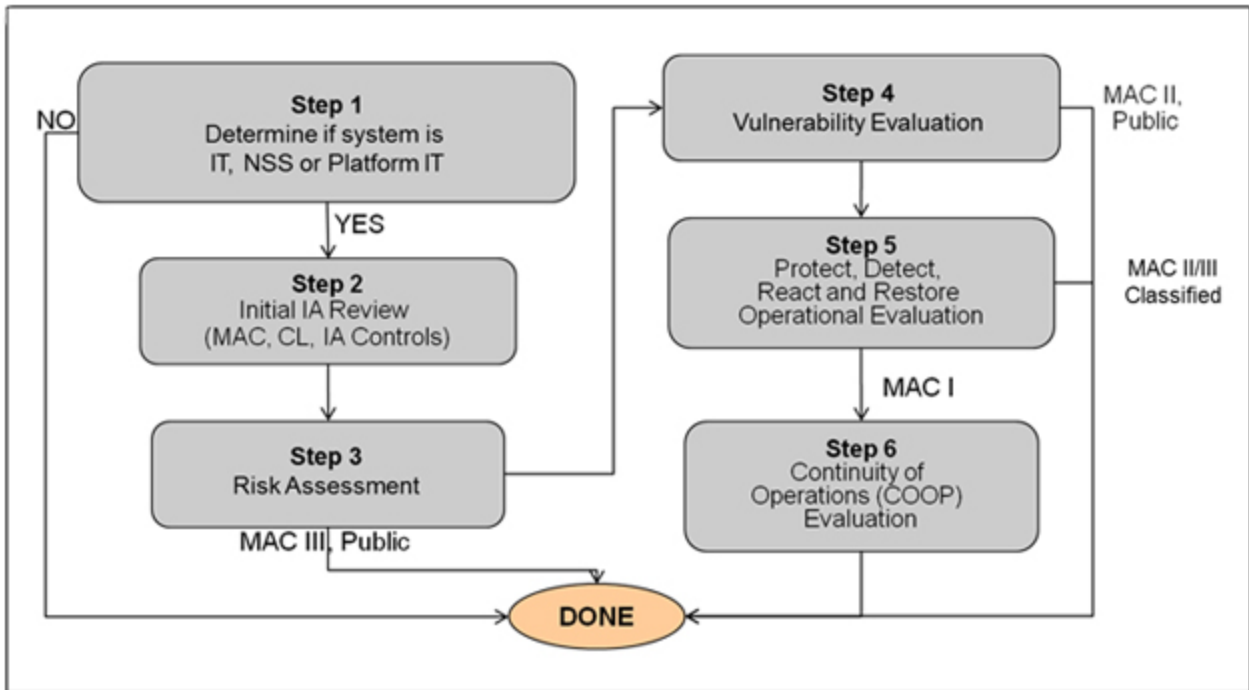 Step 1
Determine if system is
IT, NSS or Platform IT
NO
YES
Step 2
Initial IA Review
(MAC, CL, IA Controls)
Step 3
Risk Assessment
MAC III, Public
Step 4
Vulnerability Evaluation
MAC II,
Public
Step 5
Protect, Detect,
React and Restore
Operational Evaluation
MAC II/III
Classified
MAC I
Step 6
Continuity of
Operations (COOP)
Evaluation
DONE